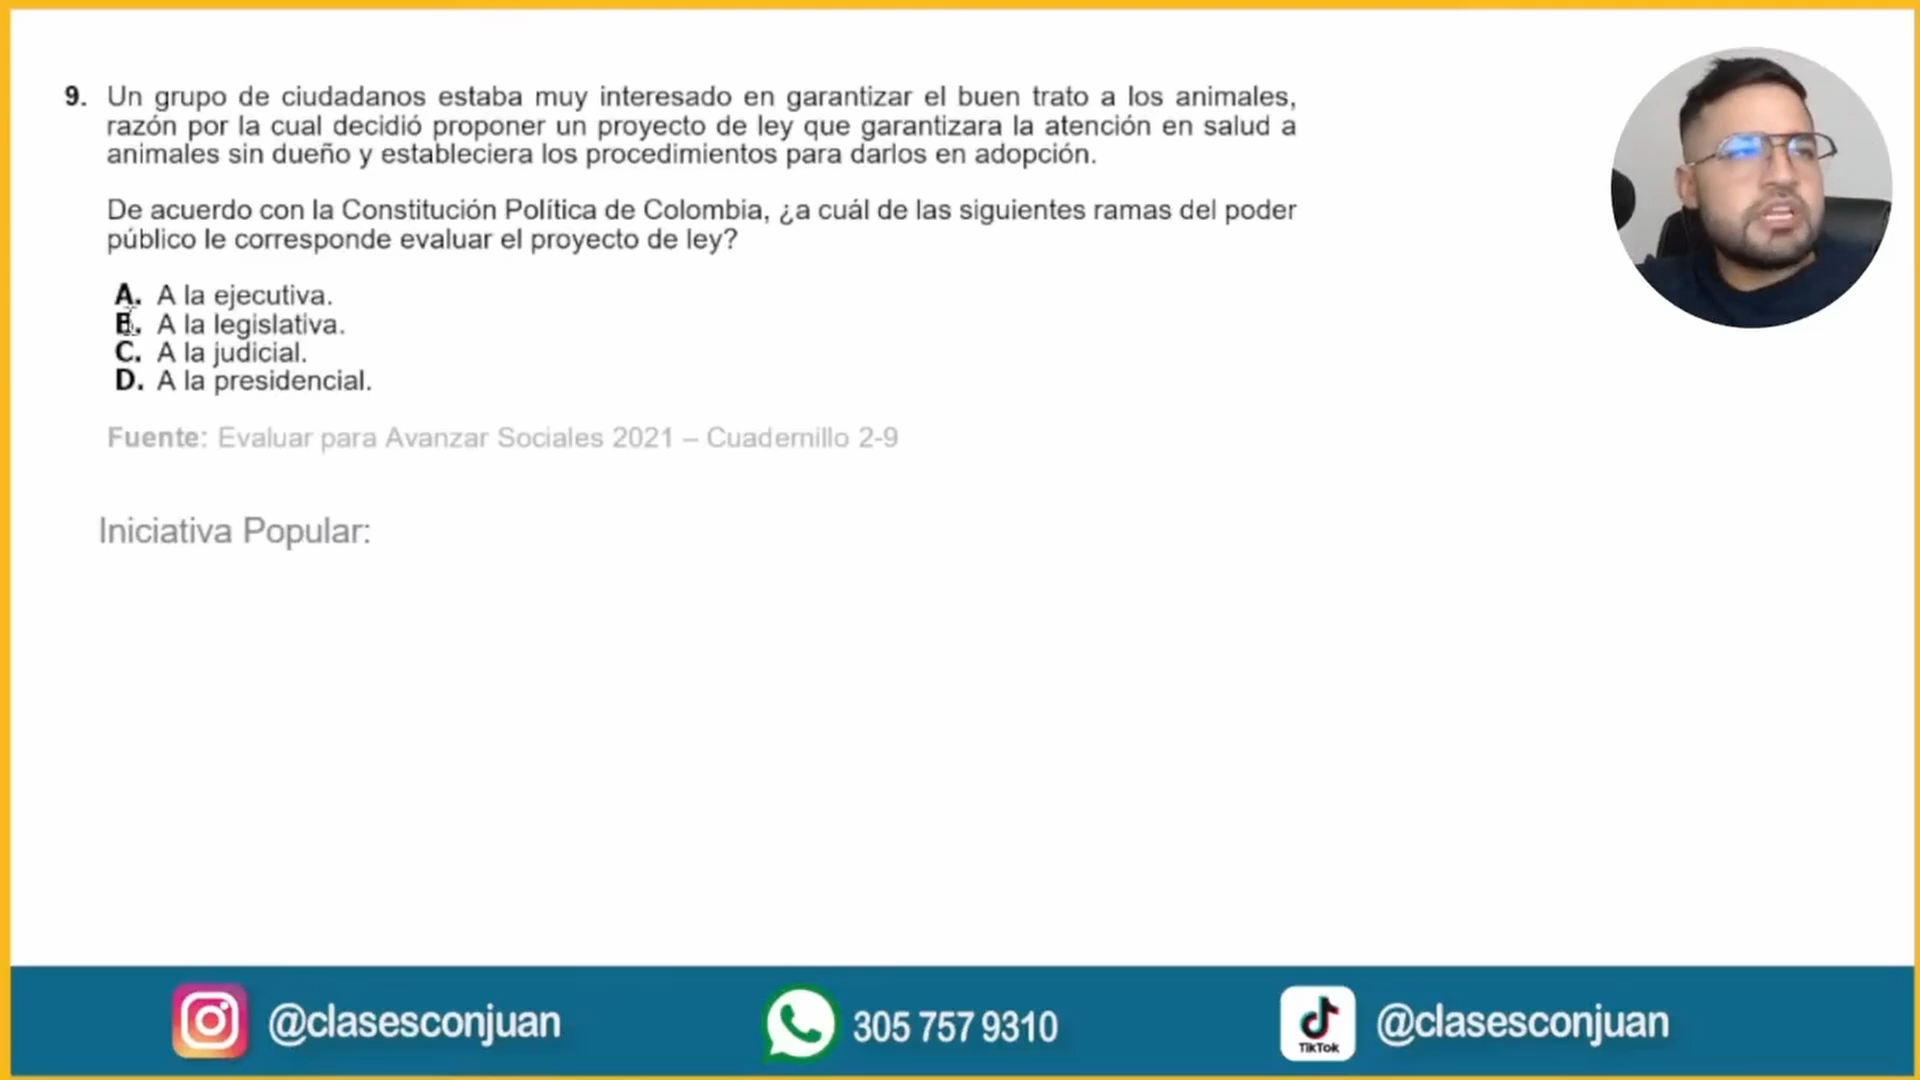 9. Un grupo de ciudadanos estaba muy interesado en garantizar el buen trato a los animales,
razón por la cual decidió proponer un proyecto de ley que garantizara la atención en salud a
animales sin dueño y estableciera los procedimientos para darlos en adopción.
De acuerdo con la Constitución Política de Colombia, ¿a cuál de las siguientes ramas del poder
público le corresponde evaluar el proyecto de ley?
A. A la ejecutiva.
B. A la legislativa.
C. A la judicial.
D. A la presidencial.
Fuente: Evaluar para Avanzar Sociales 2021 – Cuadernillo 2-9
Iniciativa Popular:
@clasesconjuan
305 757 9310
TikTok
@clasesconjuan